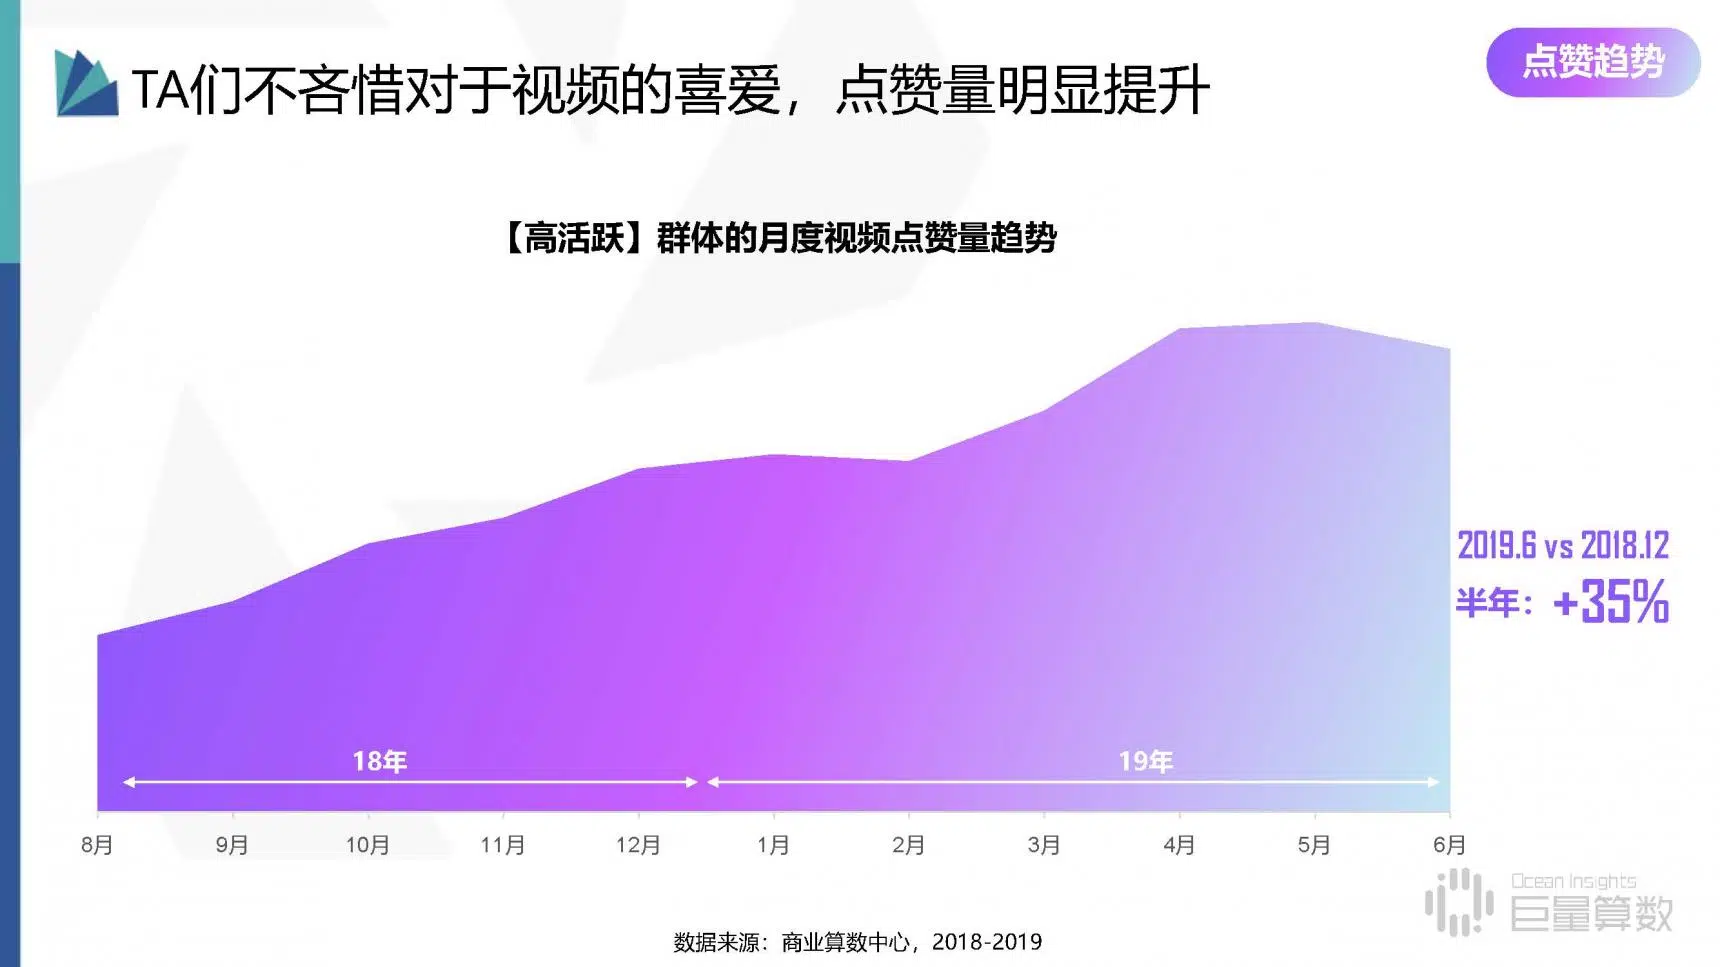 点赞趋势
TA们不吝惜对于视频的喜爱，点赞量明显提升
【高活跃】群体的月度视频点赞量趋势
2019.6 vs 2018.12
半年：+35%
18年
19年
8月
9月
10月
11月
12月
1月
2月
3月
4月
5月
6月
Ocean Insights
巨量算数
数据来源：商业算数中心，2018-2019